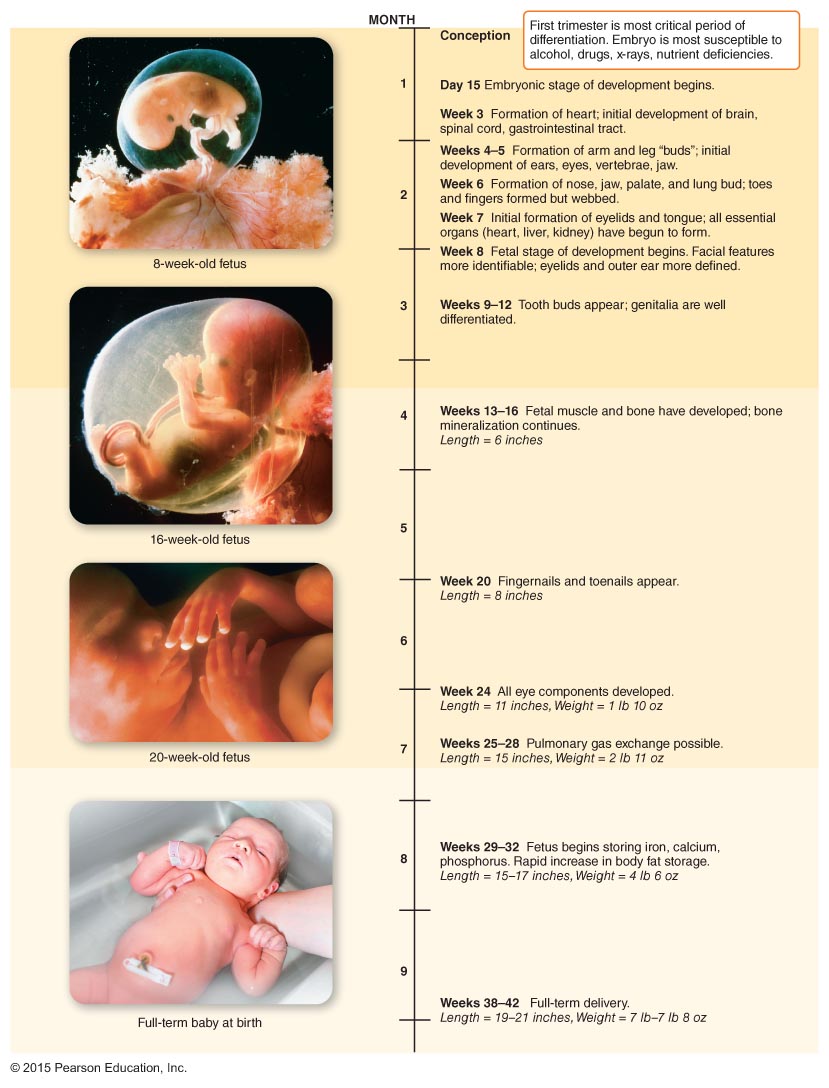 MONTH
Conception
First trimester is most critical period of
differentiation. Embryo is most susceptible to
alcohol, drugs, x-rays, nutrient deficiencies.
1
Day 15 Embryonic stage of development begins.
Week 3 Formation of heart; initial development of brain,
spinal cord, gastrointestinal tract.
Weeks 4–5 Formation of arm and leg “buds”; initial
development of ears, eyes, vertebrae, jaw.
2
Week 6 Formation of nose, jaw, palate, and lung bud; toes
and fingers formed but webbed.
Week 7 Initial formation of eyelids and tongue; all essential
organs (heart, liver, kidney) have begun to form.
8-week-old fetus
Week 8 Fetal stage of development begins. Facial features
more identifiable; eyelids and outer ear more defined.
3
Weeks 9–12 Tooth buds appear; genitalia are well
differentiated.
4
Weeks 13–16 Fetal muscle and bone have developed; bone
mineralization continues.
Length = 6 inches
16-week-old fetus
5
Week 20 Fingernails and toenails appear.
Length = 8 inches
6
Week 24 All eye components developed.
Length = 11 inches, Weight = 1 lb 10 oz
20-week-old fetus
7
Weeks 25–28 Pulmonary gas exchange possible.
Length = 15 inches, Weight = 2 lb 11 oz
8
Weeks 29–32 Fetus begins storing iron, calcium,
phosphorus. Rapid increase in body fat storage.
Length = 15–17 inches, Weight = 4 lb 6 oz
9
Weeks 38–42 Full-term delivery.
Length = 19–21 inches, Weight = 7 lb–7 lb 8 oz
Full-term baby at birth
© 2015 Pearson Education, Inc.